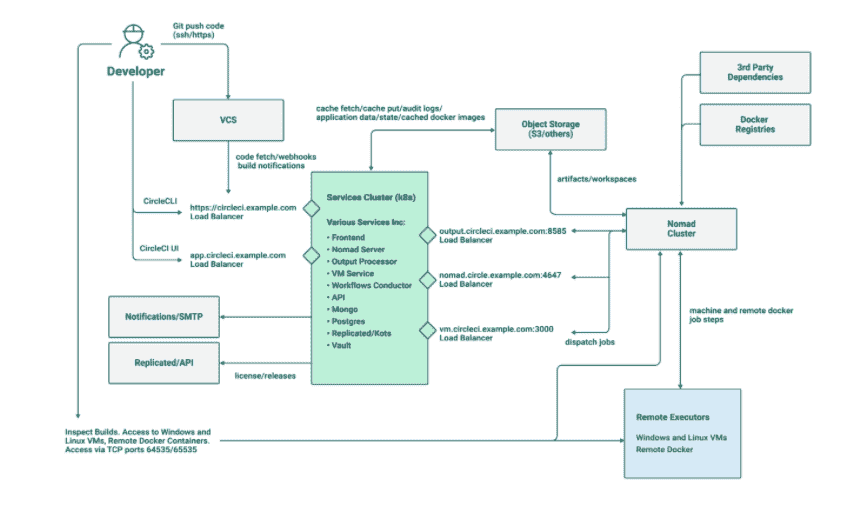 Git push code
(ssh/https)
Developer
VCS
3rd Party
Dependencies
Docker
Registries
cache fetch/cache put/audit logs/
application data/state/cached docker images
Object Storage
(S3/others)
code fetch/webhooks
build notifications
artifacts/workspaces
CircleCLI
https://circleci.example.com
Load Balancer
CircleCI UI
app.circleci.example.com
Load Balancer
Services Cluster (k8s)
Various Services Inc:
• Frontend
• Nomad Server
• Output Processor
• VM Service
• Workflows Conductor
• API
• Mongo
• Postgres
• Replicated/Kots
• Vault
output.circleci.example.com:8585
Load Balancer
nomad.circle.example.com:4647
Load Balancer
vm.circleci.example.com:3000
Load Balancer
dispatch jobs
Nomad
Cluster
machine and remote docker
job steps
Notifications/SMTP
Replicated/API
license/releases
Inspect Builds. Access to Windows and
Linux VMs, Remote Docker Containers.
Access via TCP ports 64535/65535
Remote Executors
Windows and Linux VMs
Remote Docker